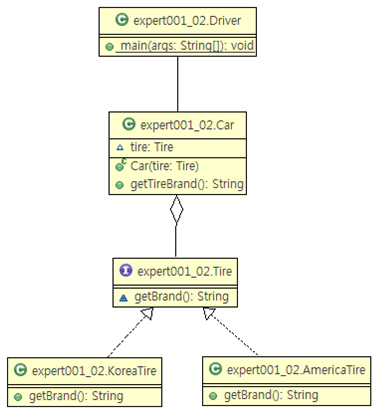 C expert001_02.Driver
main(args: String[]): void
C expert001_02.Car
tire: Tire
C Car(tire: Tire)
getTireBrand(): String
I expert001_02.Tire
getBrand(): String
C expert001_02.KoreaTire
getBrand(): String
C expert001_02.AmericaTire
getBrand(): String